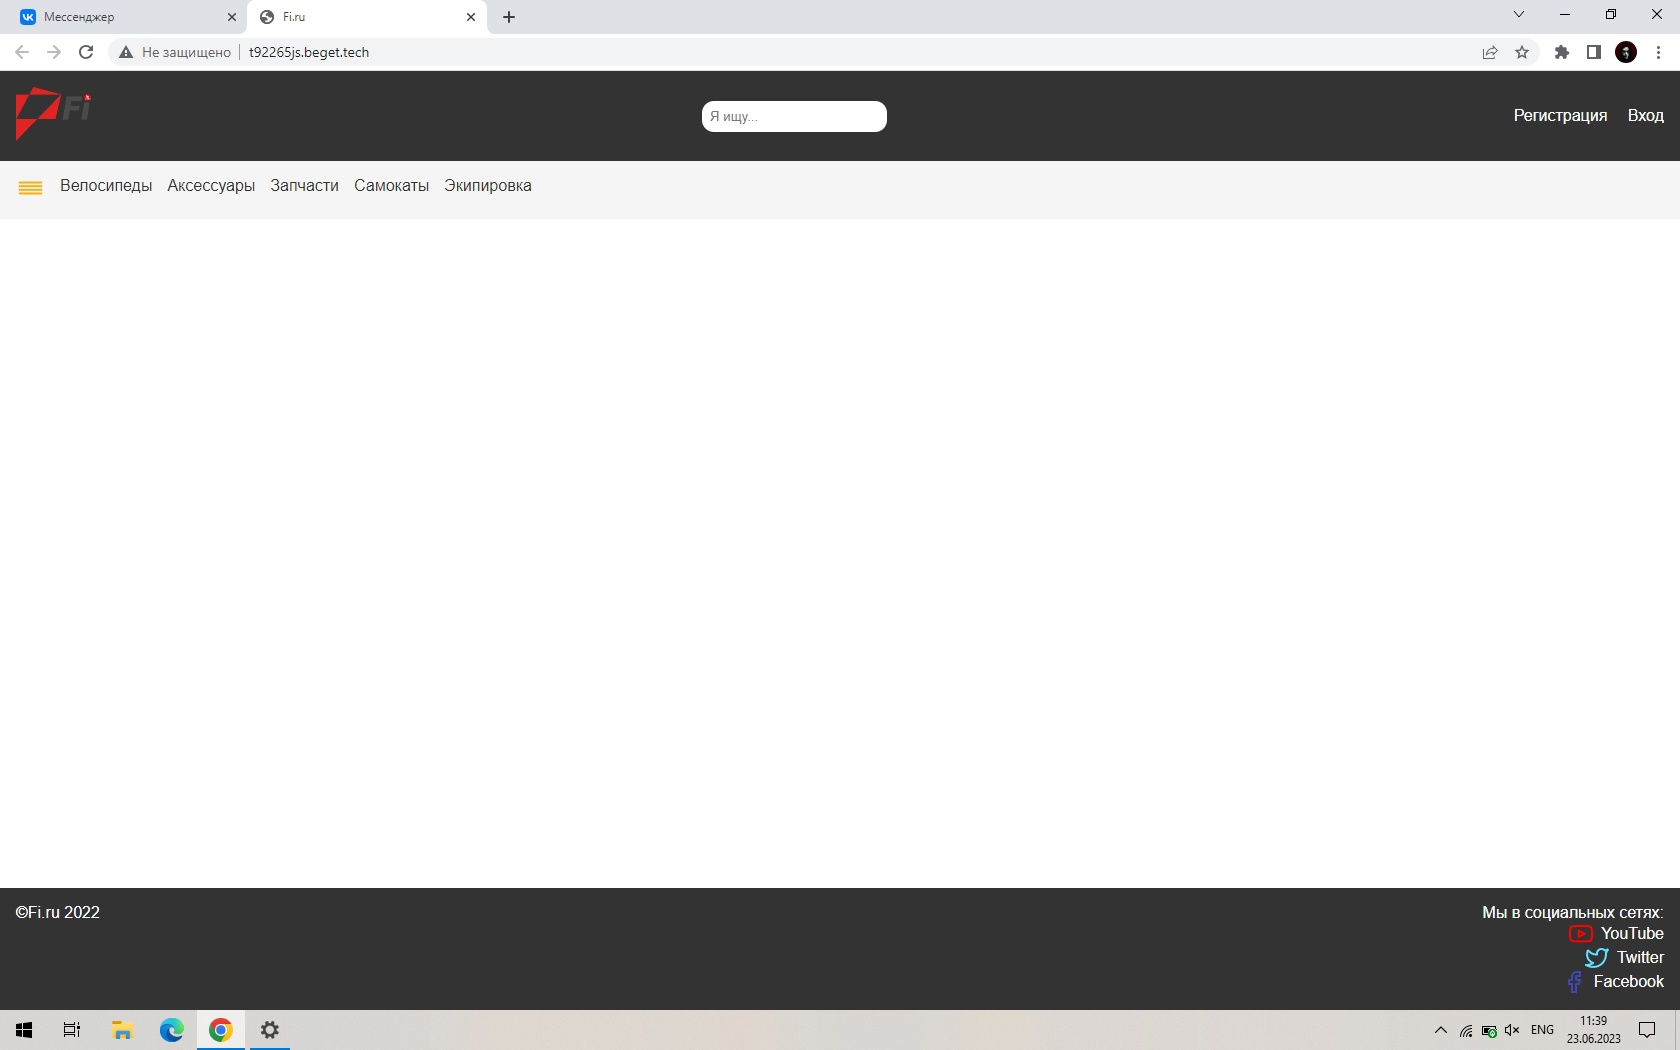 Мессенджер
Fi.ru
Не защищено
t92265js.beget.tech
Fi
Я ищу...
Регистрация
Вход
Велосипеды
Аксессуары
Запчасти
Самокаты
Экипировка
©Fi.ru 2022
Мы в социальных сетях:
YouTube
Twitter
Facebook
ENG
11:39
23.06.2023